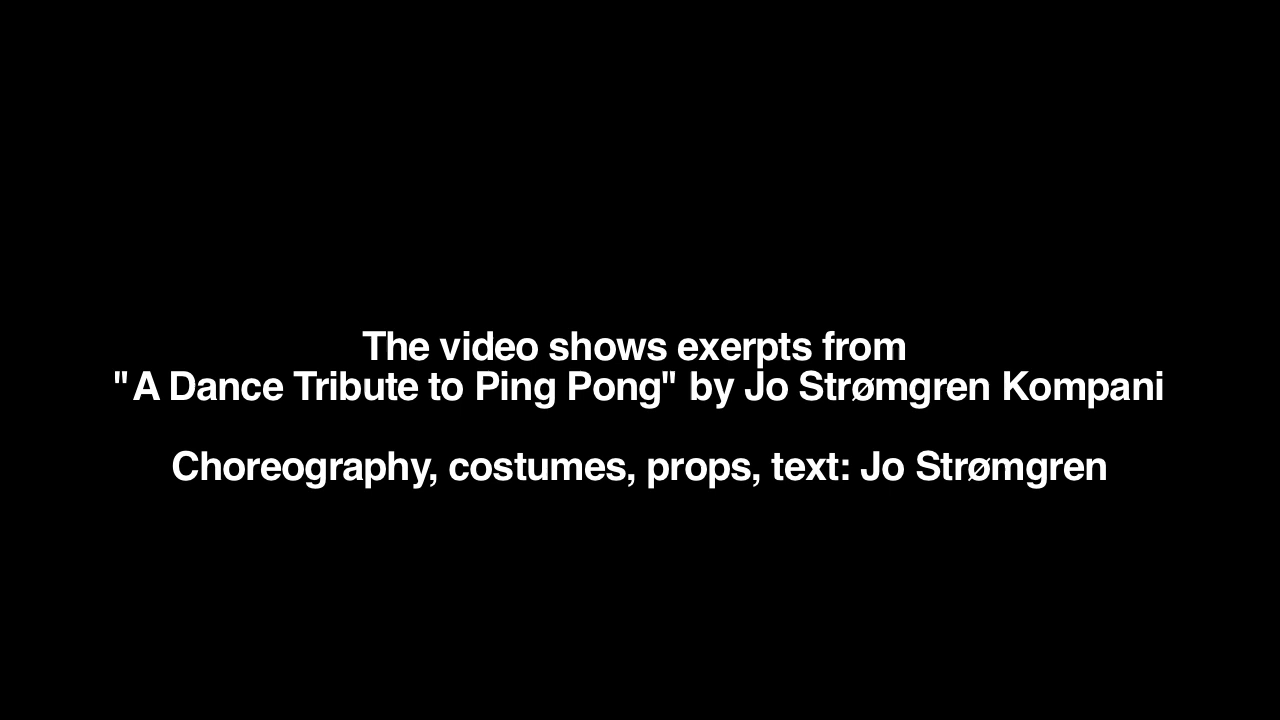 The video shows exerpts from
"A Dance Tribute to Ping Pong" by Jo Strømgren Kompani
Choreography, costumes, props, text: Jo Strømgren